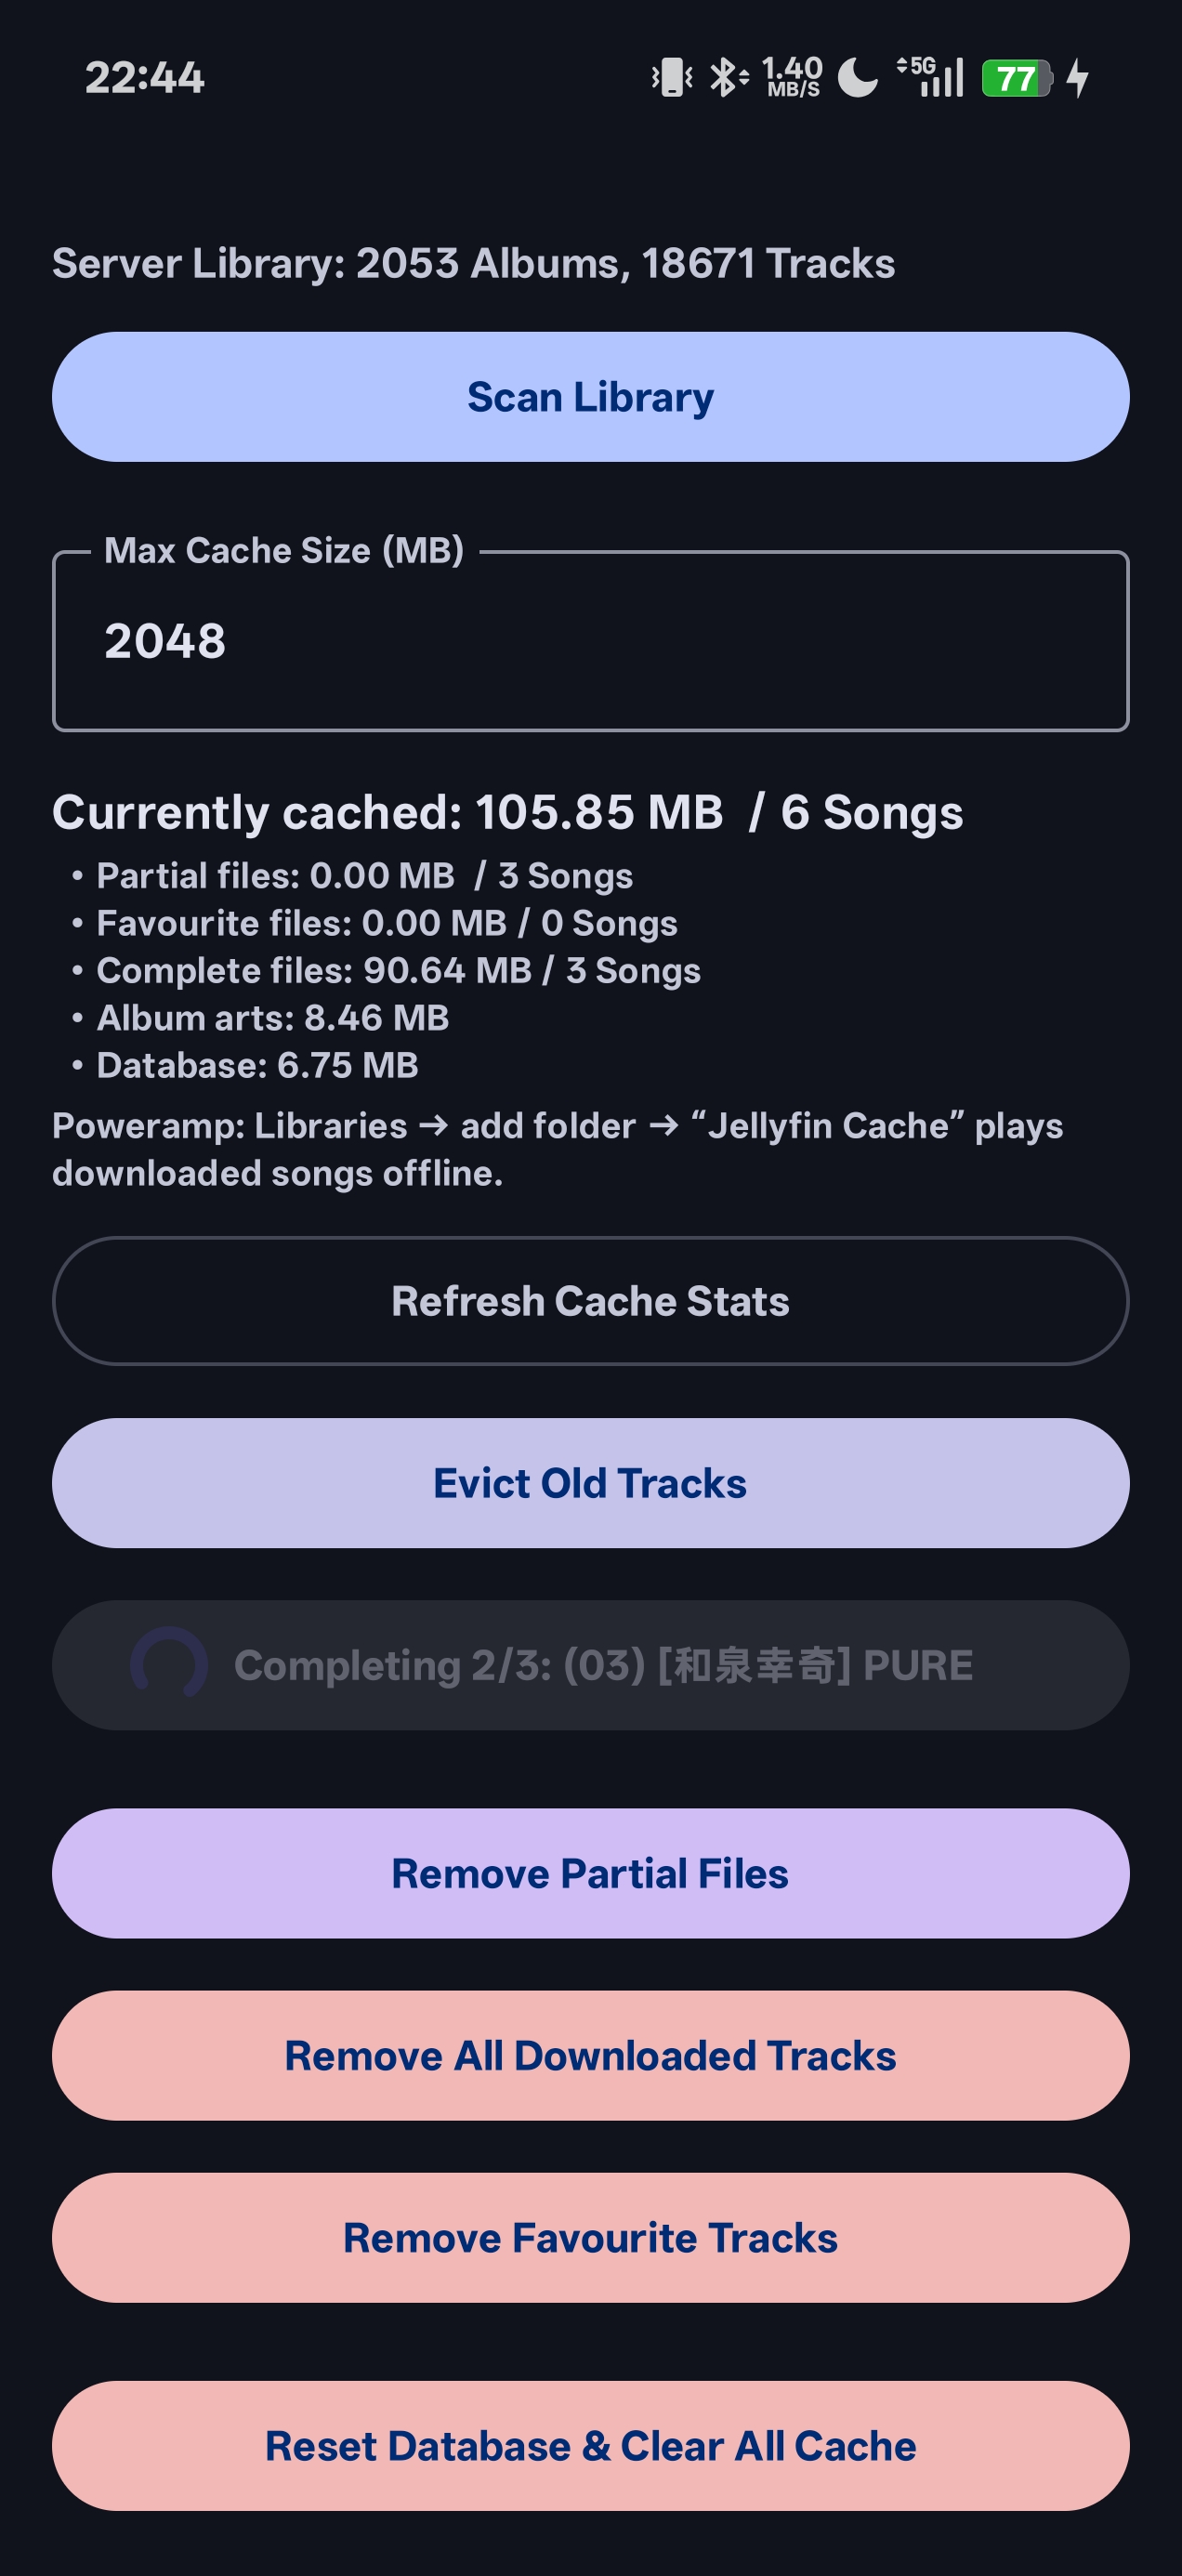 22:44
1.40
MB/S
5G
77
Server Library: 2053 Albums, 18671 Tracks
Scan Library
Max Cache Size (MB)
2048
Currently cached: 105.85 MB / 6 Songs
• Partial files: 0.00 MB / 3 Songs
• Favourite files: 0.00 MB / 0 Songs
• Complete files: 90.64 MB / 3 Songs
• Album arts: 8.46 MB
• Database: 6.75 MB
Poweramp: Libraries → add folder → “Jellyfin Cache” plays
downloaded songs offline.
Refresh Cache Stats
Evict Old Tracks
Completing 2/3: (03) [和泉幸奇] PURE
Remove Partial Files
Remove All Downloaded Tracks
Remove Favourite Tracks
Reset Database & Clear All Cache